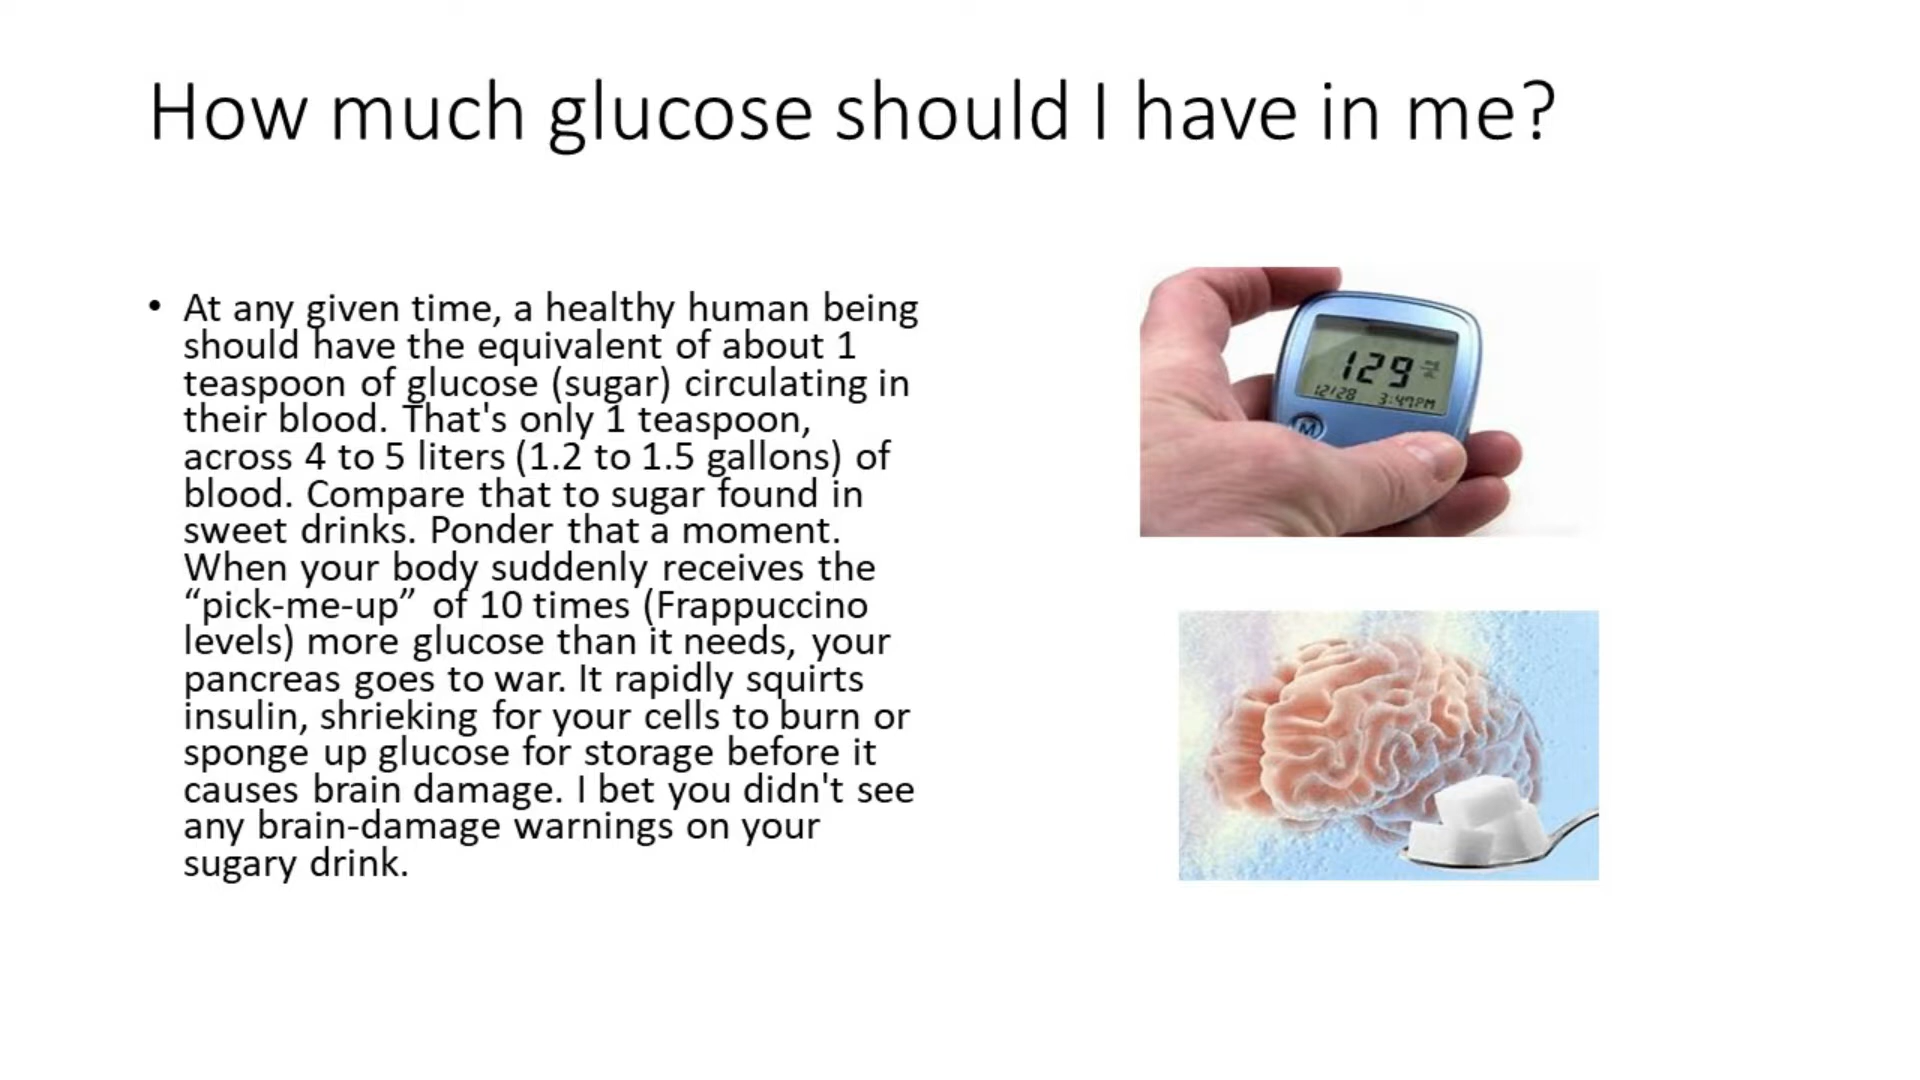 How much glucose should I have in me?
• At any given time, a healthy human being
should have the equivalent of about 1
teaspoon of glucose (sugar) circulating in
their blood. That's only 1 teaspoon,
across 4 to 5 liters (1.2 to 1.5 gallons) of
blood. Compare that to sugar found in
sweet drinks. Ponder that a moment.
When your body suddenly receives the
“pick-me-up” of 10 times (Frappuccino
levels) more glucose than it needs, your
pancreas goes to war. It rapidly squirts
insulin, shrieking for your cells to burn or
sponge up glucose for storage before it
causes brain damage. I bet you didn't see
any brain-damage warnings on your
sugary drink.
129
12/28 3:47PM
M